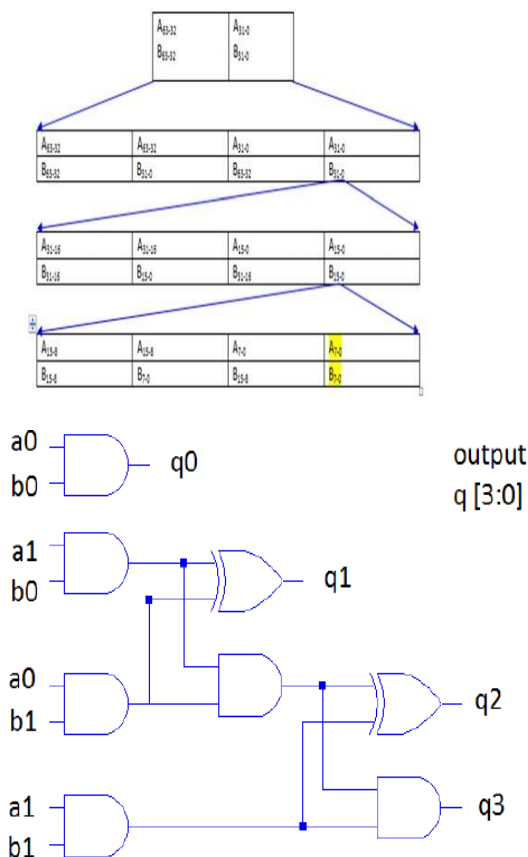 A63-32 A31-0
B63-32 B31-0
A63-32 A63-32 A31-0 A31-0
B63-32 B31-0 B63-32 B31-0
A31-16 A31-16 A15-0 A15-0
B31-16 B15-0 B31-16 B15-0
A15-8 A15-8 A7-0 A7-0
B15-8 B7-0 B15-8 B7-0
a0
b0
q0
output
q [3:0]
a1
b0
q1
a0
b1
q2
a1
b1
q3